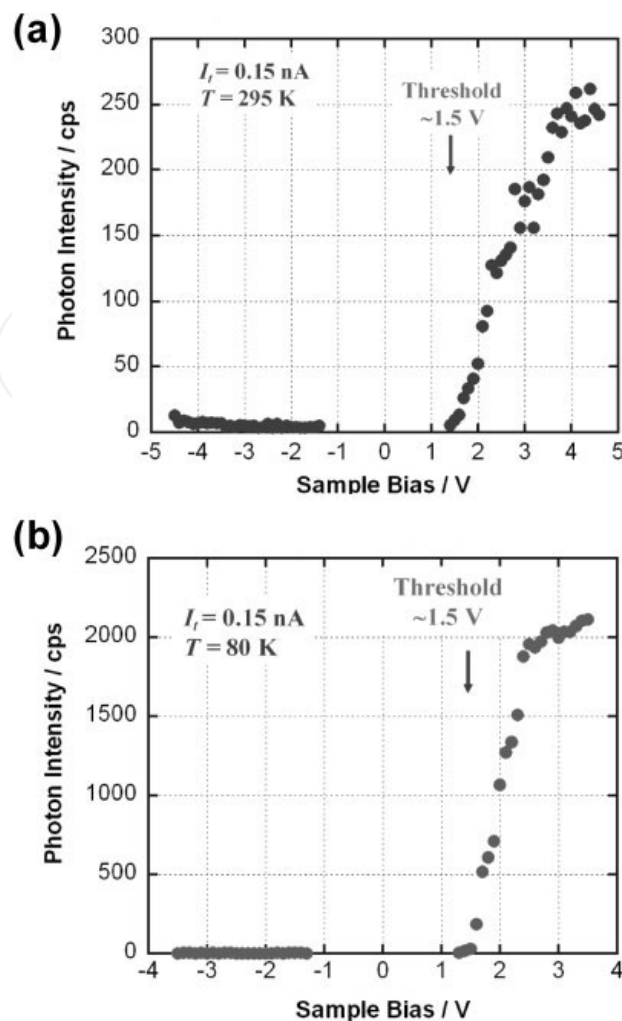 (a)
300
250
200
150
100
50
0
Photon Intensity / cps
I_t = 0.15 nA
T = 295 K
Threshold
~1.5 V
-5 -4 -3 -2 -1 0 1 2 3 4 5
Sample Bias / V
(b)
2500
2000
1500
1000
500
0
Photon Intensity / cps
I_t = 0.15 nA
T = 80 K
Threshold
~1.5 V
-4 -3 -2 -1 0 1 2 3 4
Sample Bias / V